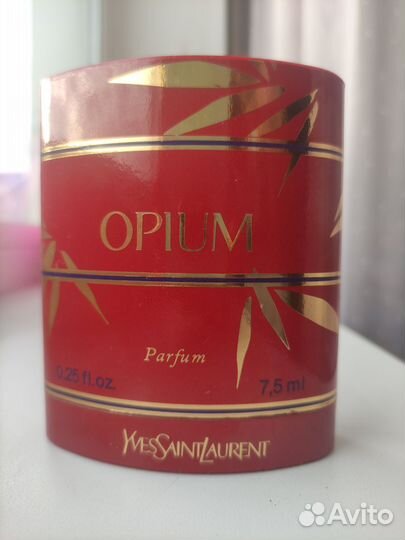 OPIUM
Parfum
0.25 fl.oz. 7,5 ml
YVESSAINTLAURENT
Avito